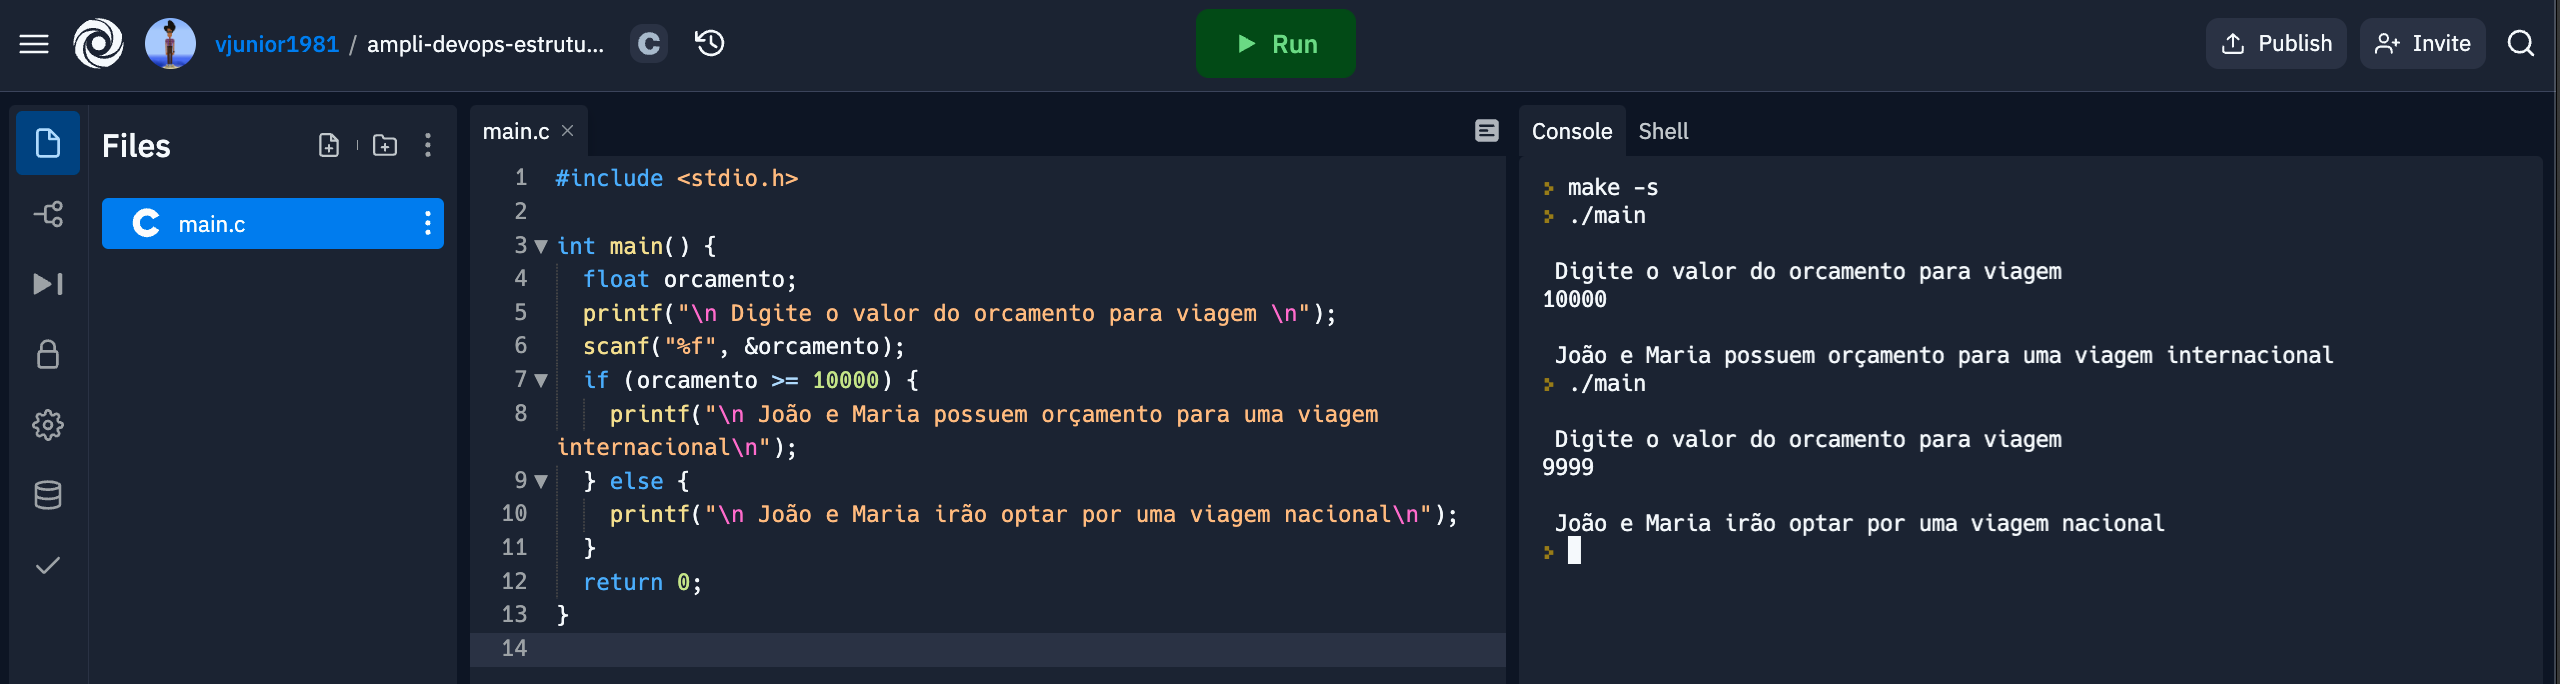 vjunior1981 / ampli-devops-estrutu... C
Run
Publish
Invite
Files
C main.c
main.c ×
1 #include <stdio.h>
2
3 int main() {
4 float orcamento;
5 printf("\n Digite o valor do orcamento para viagem \n");
6 scanf("%f", &orcamento);
7 if (orcamento >= 10000) {
8 printf("\n João e Maria possuem orçamento para uma viagem
internacional\n");
9 } else {
10 printf("\n João e Maria irão optar por uma viagem nacional\n");
11 }
12 return 0;
13 }
14
Console Shell
make -s
./main
Digite o valor do orcamento para viagem
10000
João e Maria possuem orçamento para uma viagem internacional
./main
Digite o valor do orcamento para viagem
9999
João e Maria irão optar por uma viagem nacional